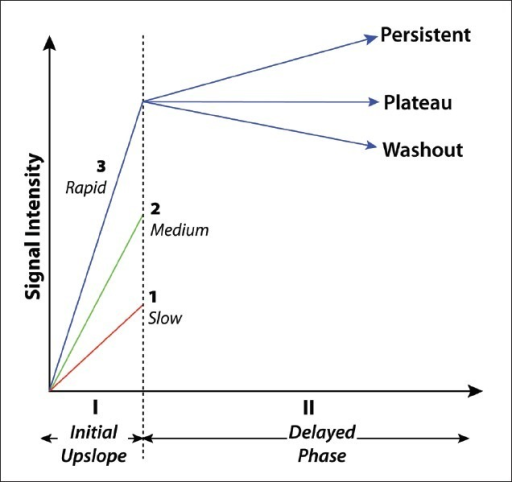 Persistent
Plateau
Washout
3
Rapid
2
Medium
1
Slow
Signal Intensity
I
II
Initial
Upslope
Delayed
Phase